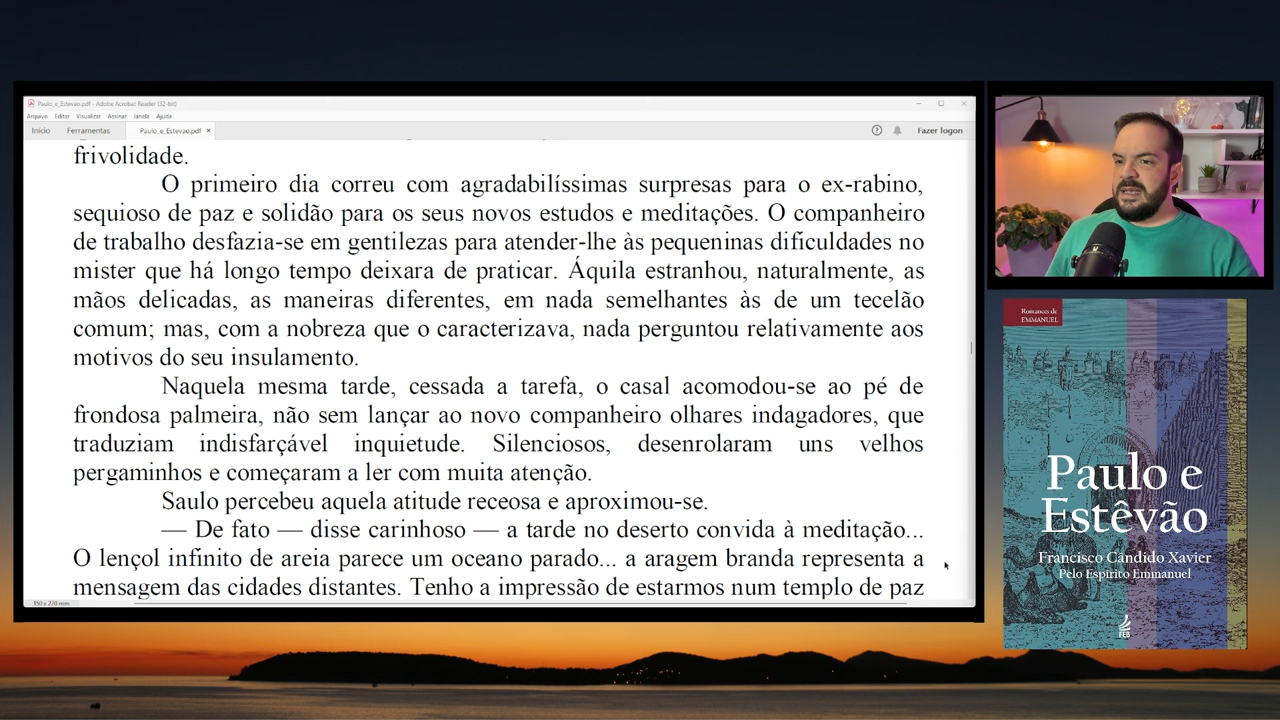 Paulo_e_Estevao.pdf - Adobe Acrobat Reader (32-bit)
Arquivo Editar Visualizar Assinar Janela Ajuda
Início Ferramentas Paulo_e_Estevao.pdf × Fazer logon
frivolidade.
O primeiro dia correu com agradabilíssimas surpresas para o ex-rabino,
sequioso de paz e solidão para os seus novos estudos e meditações. O companheiro
de trabalho desfazia-se em gentilezas para atender-lhe às pequeninas dificuldades no
mister que há longo tempo deixara de praticar. Áquila estranhou, naturalmente, as
mãos delicadas, as maneiras diferentes, em nada semelhantes às de um tecelão
comum; mas, com a nobreza que o caracterizava, nada perguntou relativamente aos
motivos do seu insulamento.
Naquela mesma tarde, cessada a tarefa, o casal acomodou-se ao pé de
frondosa palmeira, não sem lançar ao novo companheiro olhares indagadores, que
traduziam indisfarçável inquietude. Silenciosos, desenrolaram uns velhos
pergaminhos e começaram a ler com muita atenção.
Saulo percebeu aquela atitude receosa e aproximou-se.
— De fato — disse carinhoso — a tarde no deserto convida à meditação...
O lençol infinito de areia parece um oceano parado... a aragem branda representa a
mensagem das cidades distantes. Tenho a impressão de estarmos num templo de paz
150 x 220 mm
Romances de
EMMANUEL
Paulo e
Estêvão
Francisco Cândido Xavier
Pelo Espírito Emmanuel
FEB